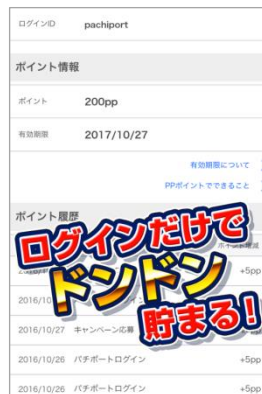 ログインID pachiport
ポイント情報
ポイント 200pp
有効期限 2017/10/27
有効期限について
PPポイントでできること
ポイント履歴
ログインだけで
ドンドン
貯まる!
+5pp
2016/10
2016/10/27 キャンペーン応募
2016/10/26 パチポートログイン +5pp
2016/10/26 パチポートログイン +5pp